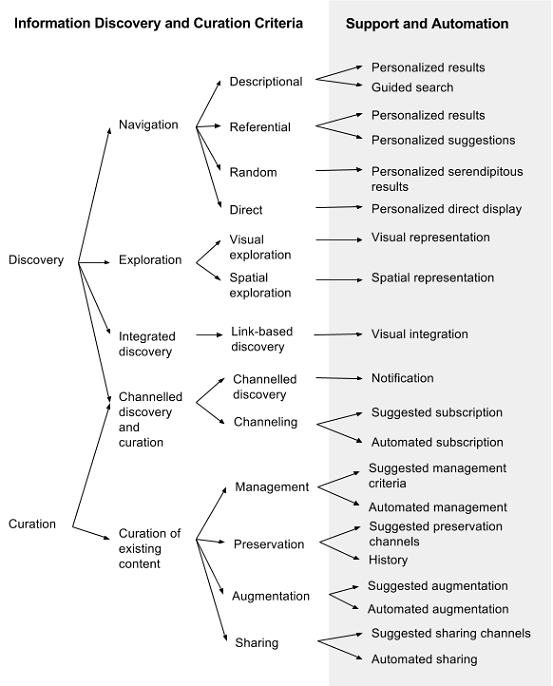 Information Discovery and Curation Criteria
Support and Automation
Discovery
Navigation
Descriptional
Personalized results
Guided search
Referential
Personalized results
Personalized suggestions
Random
Personalized serendipitous
results
Direct
Personalized direct display
Exploration
Visual
exploration
Visual representation
Spatial
exploration
Spatial representation
Integrated
discovery
Link-based
discovery
Visual integration
Channelled
discovery
and
curation
Channelled
discovery
Notification
Channeling
Suggested subscription
Automated subscription
Curation
Curation of
existing
content
Management
Suggested management
criteria
Automated management
Preservation
Suggested preservation
channels
History
Augmentation
Suggested augmentation
Automated augmentation
Sharing
Suggested sharing channels
Automated sharing